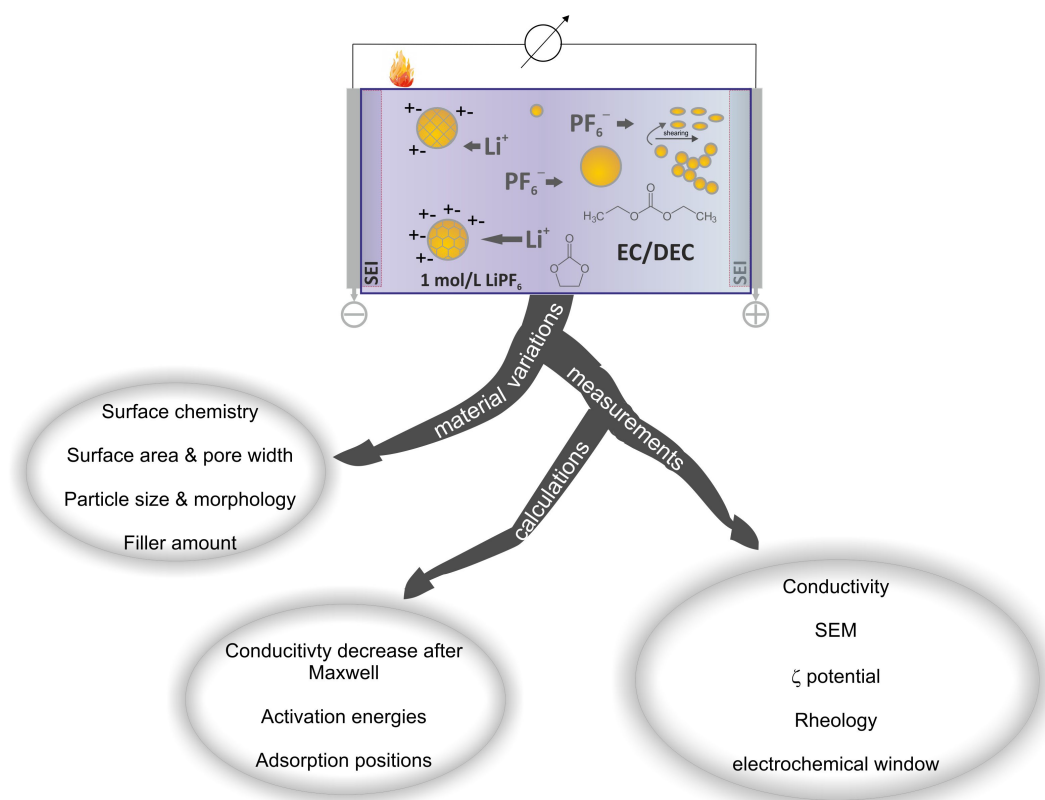 +-
+-
+-
Li⁺
PF₆⁻
PF₆⁻
shearing
+-
+-
+-
+-
+-
+-
Li⁺
H₃C
O
O
O
CH₃
EC/DEC
O
O
O
SEI
1 mol/L LiPF₆
SEI
−
+
material variations
measurements
calculations
Surface chemistry
Surface area & pore width
Particle size & morphology
Filler amount
Conducitivty decrease after
Maxwell
Activation energies
Adsorption positions
Conductivity
SEM
ζ potential
Rheology
electrochemical window